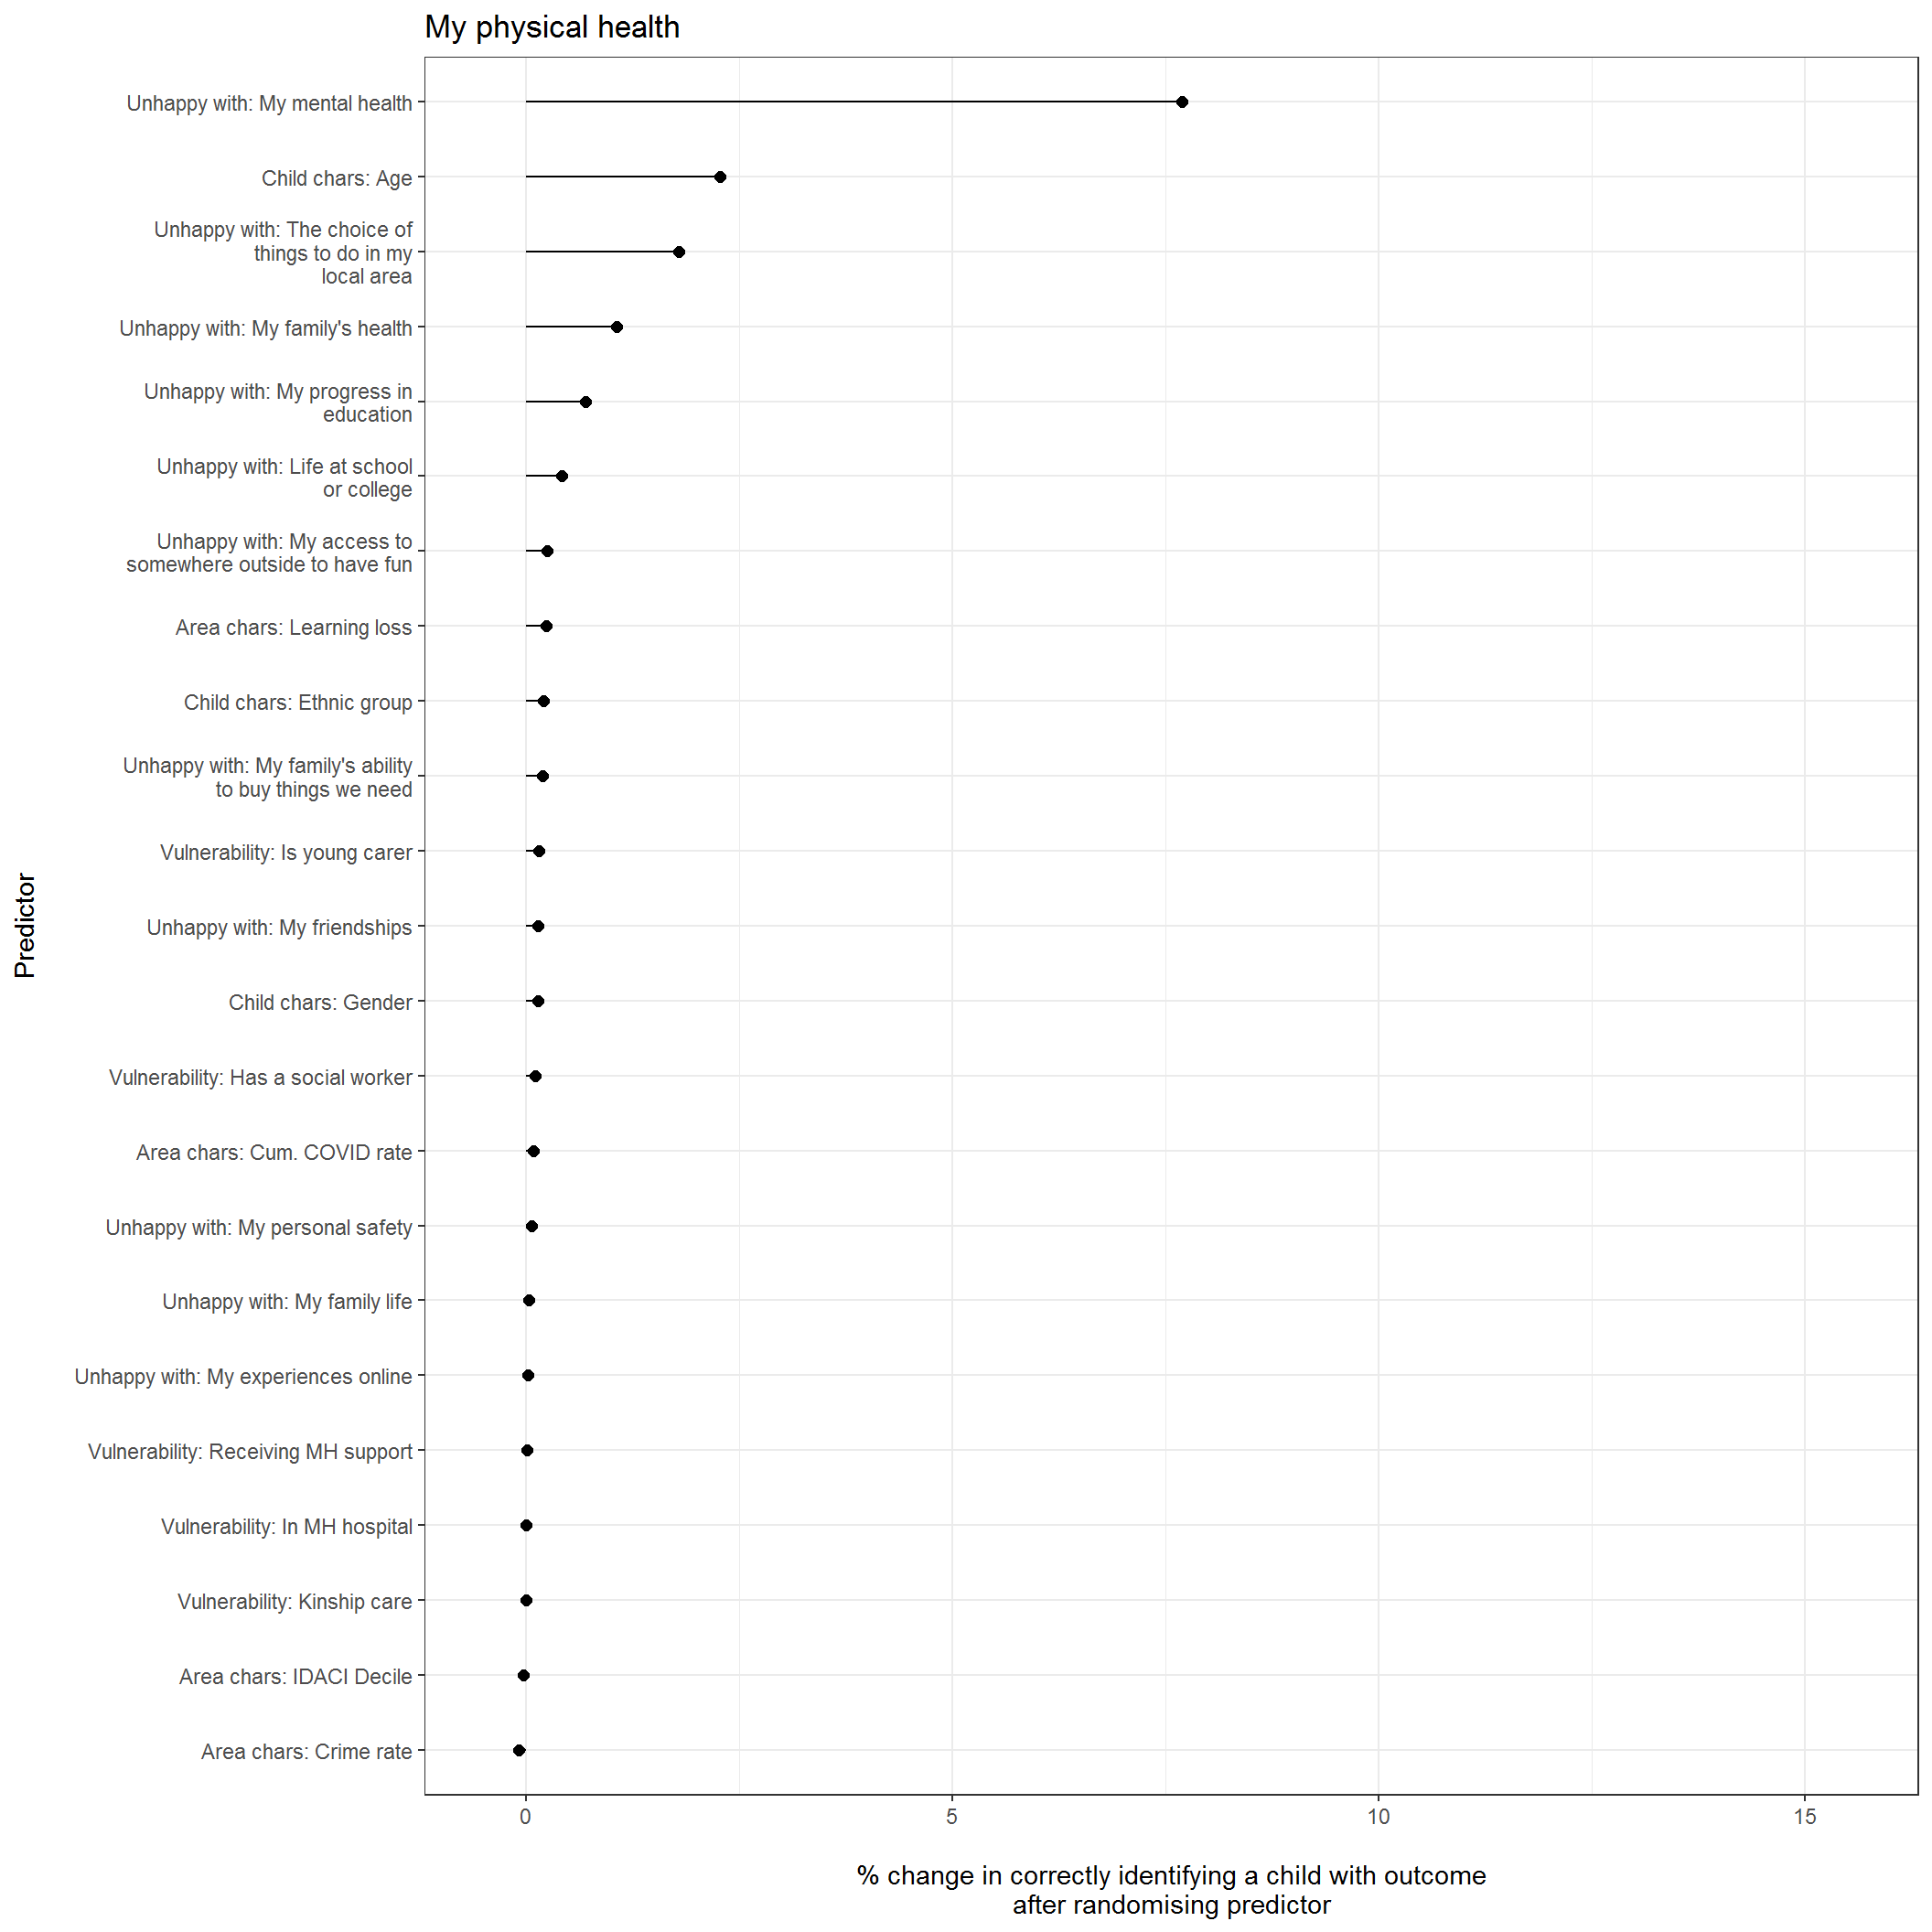 My physical health
Unhappy with: My mental health
Child chars: Age
Unhappy with: The choice of
things to do in my
local area
Unhappy with: My family's health
Unhappy with: My progress in
education
Unhappy with: Life at school
or college
Unhappy with: My access to
somewhere outside to have fun
Area chars: Learning loss
Child chars: Ethnic group
Unhappy with: My family's ability
to buy things we need
Vulnerability: Is young carer
Unhappy with: My friendships
Child chars: Gender
Vulnerability: Has a social worker
Area chars: Cum. COVID rate
Unhappy with: My personal safety
Unhappy with: My family life
Unhappy with: My experiences online
Vulnerability: Receiving MH support
Vulnerability: In MH hospital
Vulnerability: Kinship care
Area chars: IDACI Decile
Area chars: Crime rate
Predictor
0 5 10 15
% change in correctly identifying a child with outcome
after randomising predictor